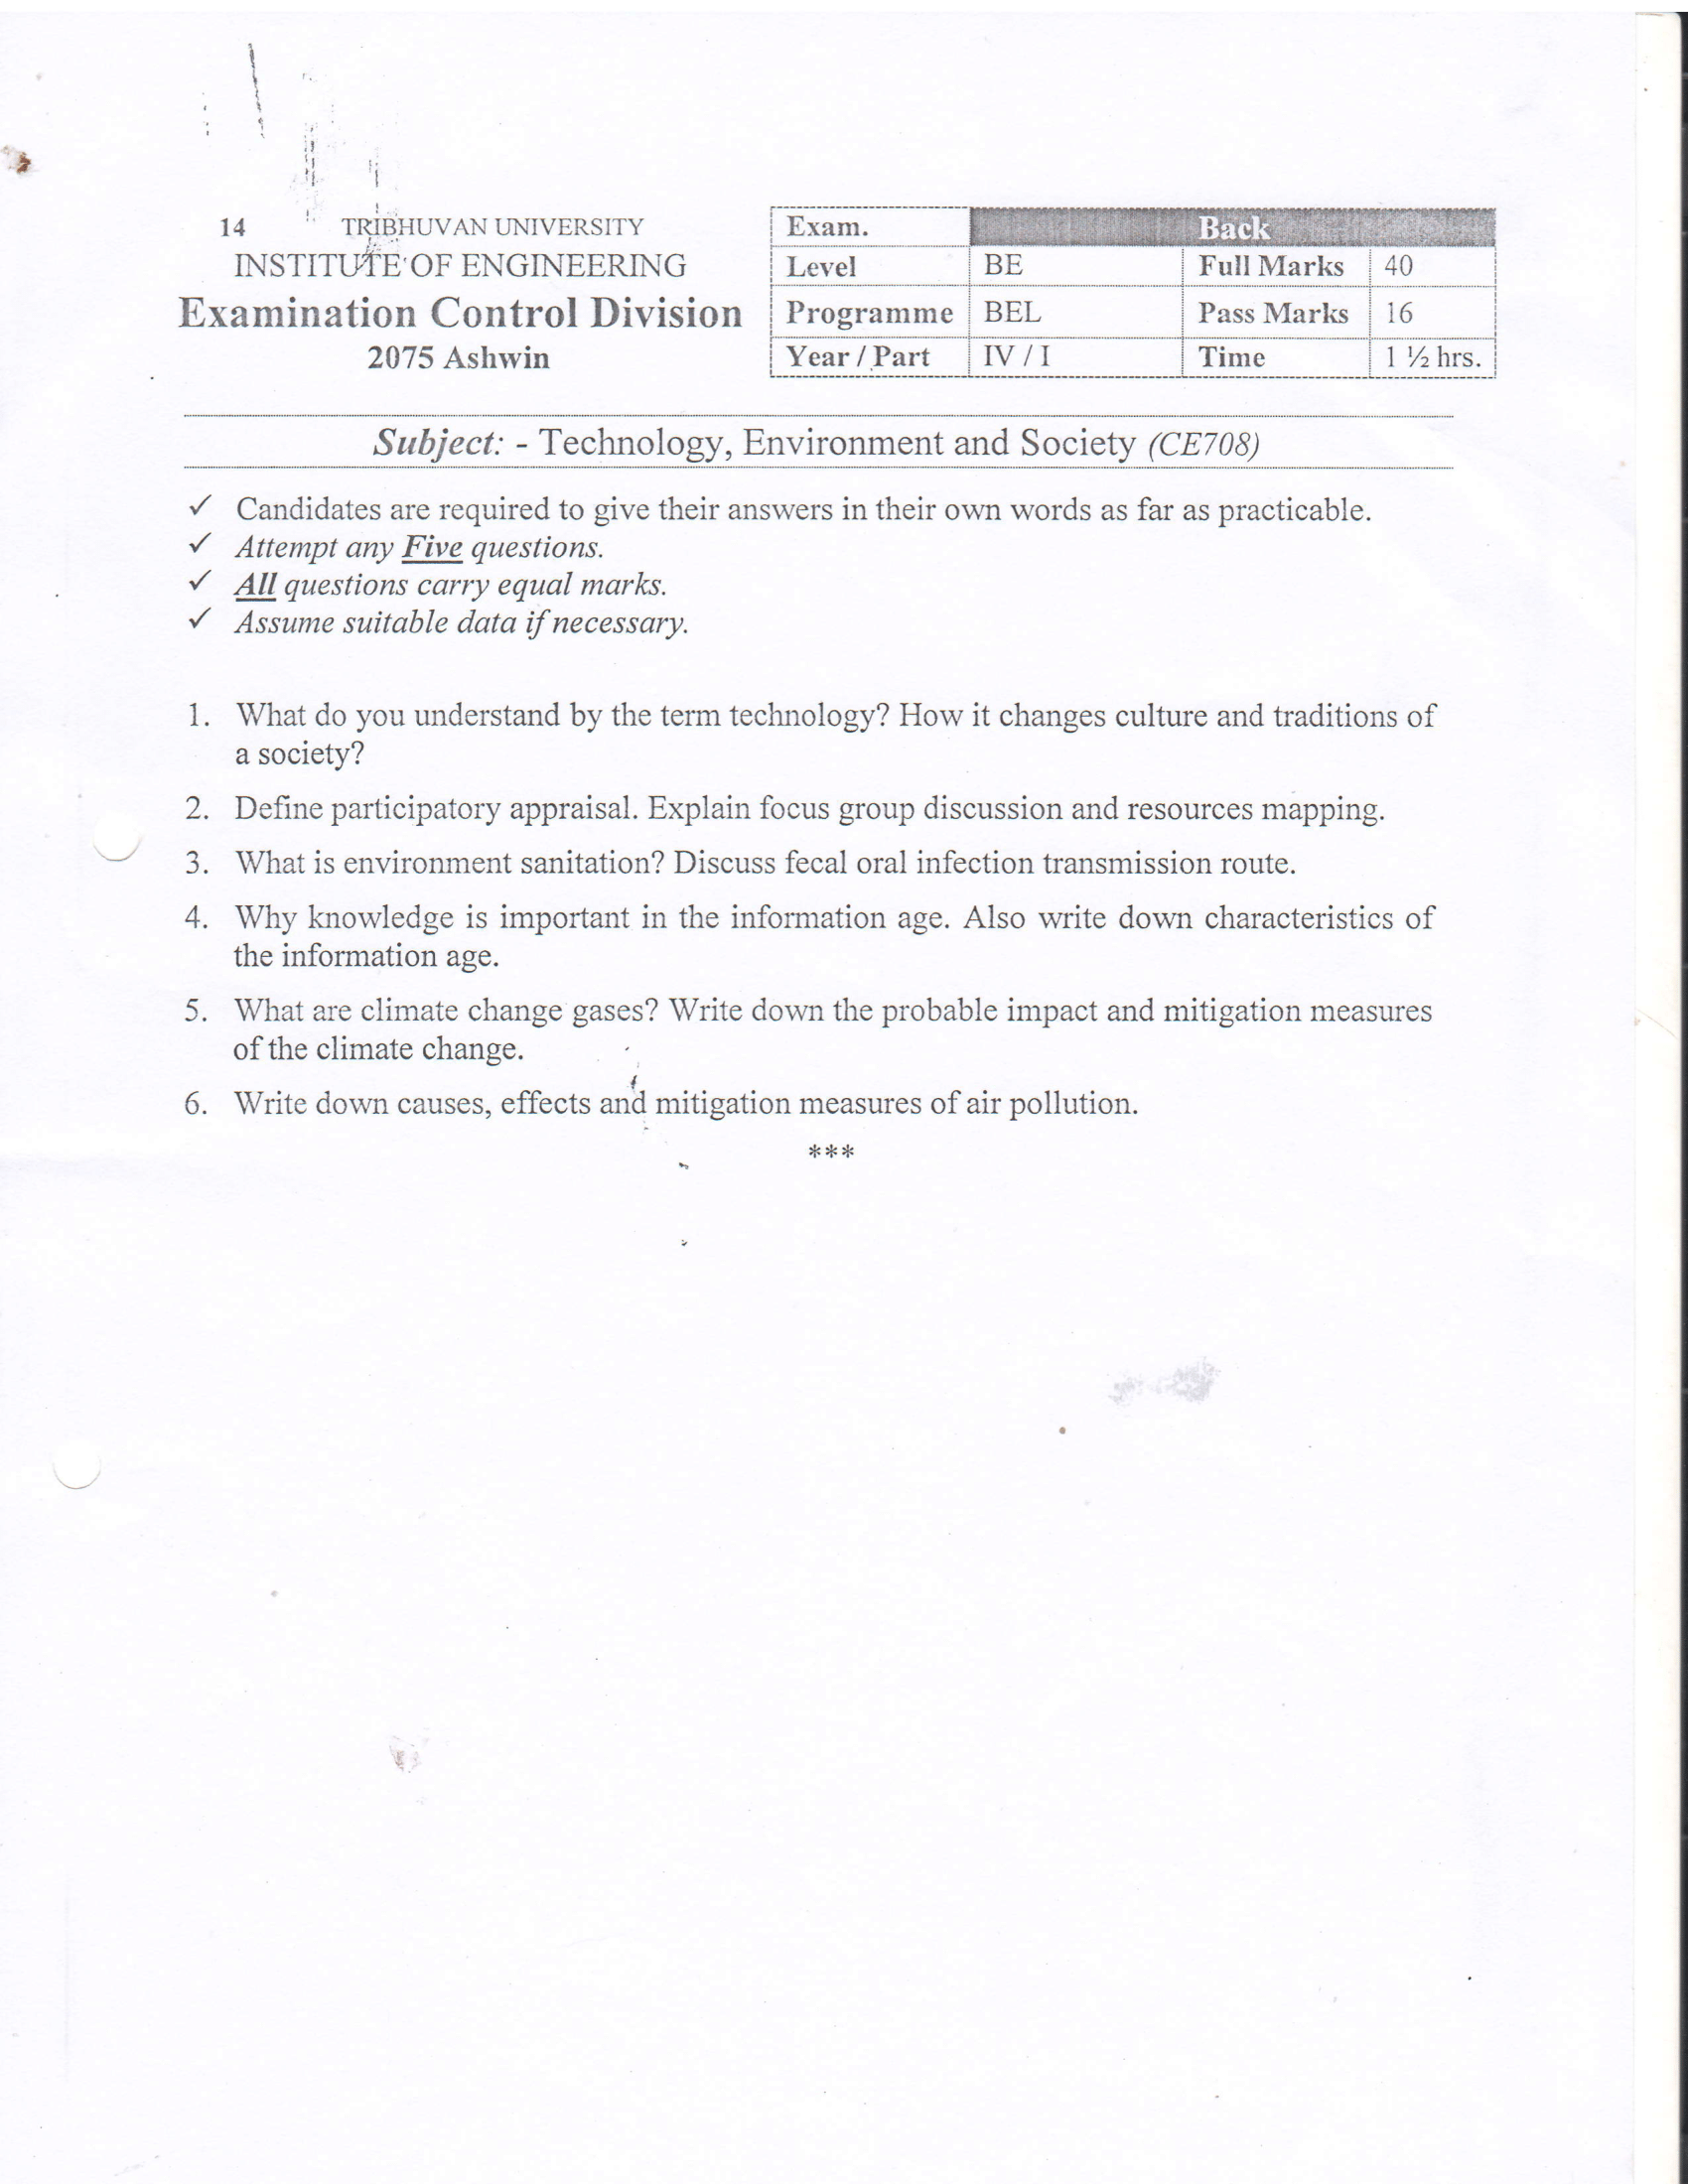 14 TRIBHUVAN UNIVERSITY
INSTITUTE OF ENGINEERING
Examination Control Division
2075 Ashwin
Exam. Back
Level BE Full Marks 40
Programme BEL Pass Marks 16
Year / Part IV / I Time 1 ½ hrs.
Subject: - Technology, Environment and Society (CE708)
✓ Candidates are required to give their answers in their own words as far as practicable.
✓ Attempt any Five questions.
✓ All questions carry equal marks.
✓ Assume suitable data if necessary.
1. What do you understand by the term technology? How it changes culture and traditions of
a society?
2. Define participatory appraisal. Explain focus group discussion and resources mapping.
3. What is environment sanitation? Discuss fecal oral infection transmission route.
4. Why knowledge is important in the information age. Also write down characteristics of
the information age.
5. What are climate change gases? Write down the probable impact and mitigation measures
of the climate change.
6. Write down causes, effects and mitigation measures of air pollution.
***